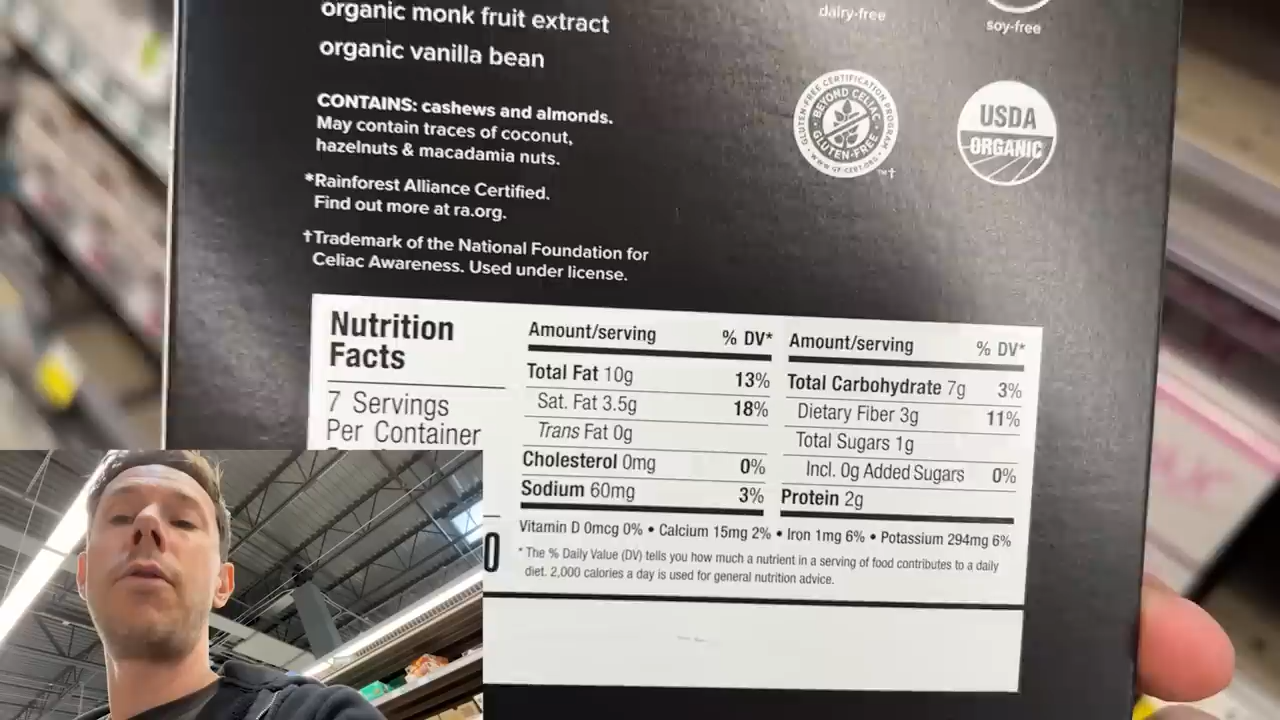 organic monk fruit extract
organic vanilla bean
dairy-free
soy-free
CONTAINS: cashews and almonds.
May contain traces of coconut,
hazelnuts & macadamia nuts.
*Rainforest Alliance Certified.
Find out more at ra.org.
†Trademark of the National Foundation for
Celiac Awareness. Used under license.
GLUTEN-FREE CERTIFICATION PROGRAM
BEYOND CELIAC
GLUTEN-FREE
WWW.GF-CERT.ORG
™†
USDA
ORGANIC
Nutrition
Facts
7 Servings
Per Container
0
Amount/serving % DV*
Total Fat 10g 13%
Sat. Fat 3.5g 18%
Trans Fat 0g
Cholesterol 0mg 0%
Sodium 60mg 3%
Amount/serving % DV*
Total Carbohydrate 7g 3%
Dietary Fiber 3g 11%
Total Sugars 1g
Incl. 0g Added Sugars 0%
Protein 2g
Vitamin D 0mcg 0% • Calcium 15mg 2% • Iron 1mg 6% • Potassium 294mg 6%
* The % Daily Value (DV) tells you how much a nutrient in a serving of food contributes to a daily
diet. 2,000 calories a day is used for general nutrition advice.